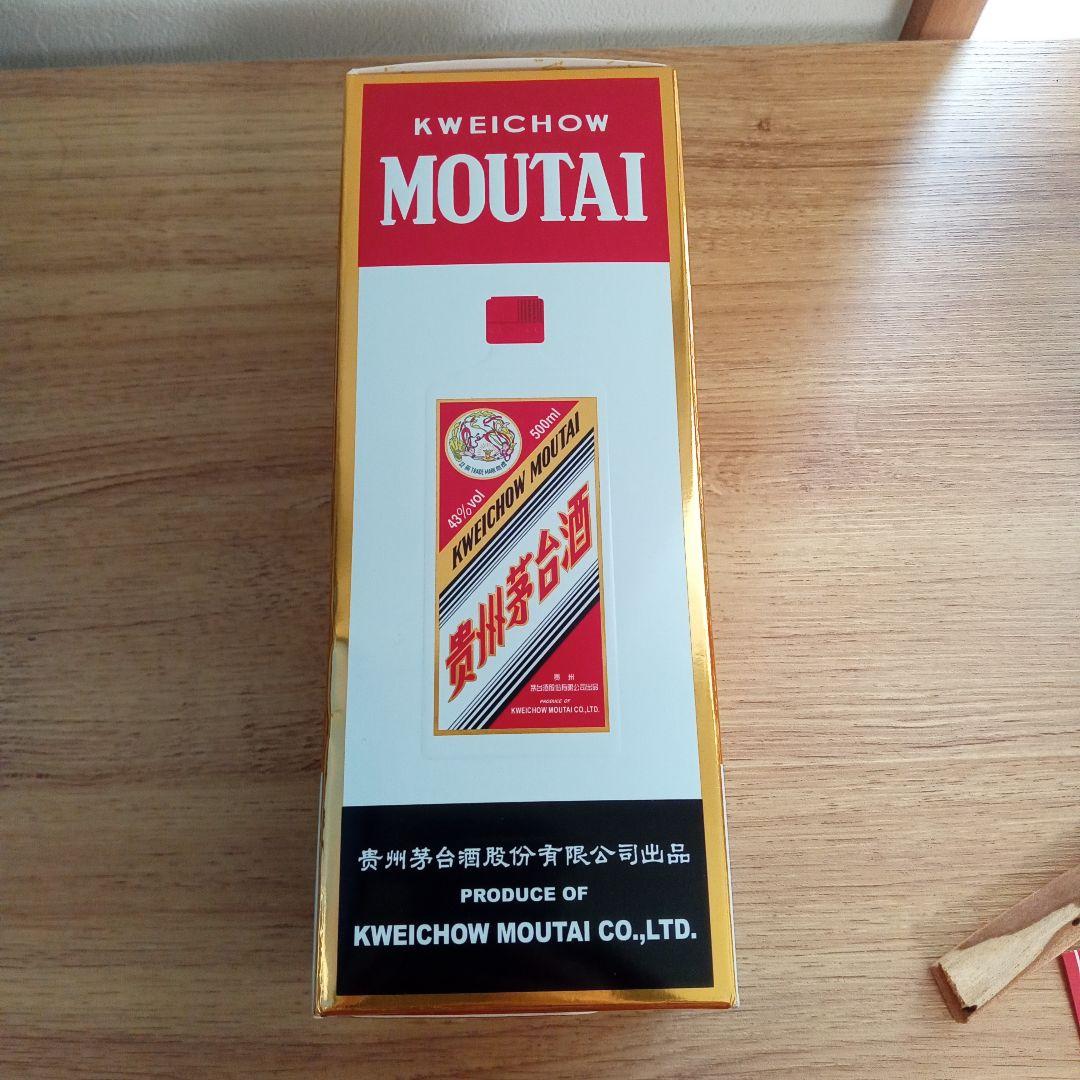 KWEICHOW
MOUTAI
TRADE MARK
500ml
43%vol
KWEICHOW MOUTAI
贵州茅台酒
贵州
茅台酒股份有限公司出品
PRODUCE OF
KWEICHOW MOUTAI CO.,LTD.
贵州茅台酒股份有限公司出品
PRODUCE OF
KWEICHOW MOUTAI CO.,LTD.